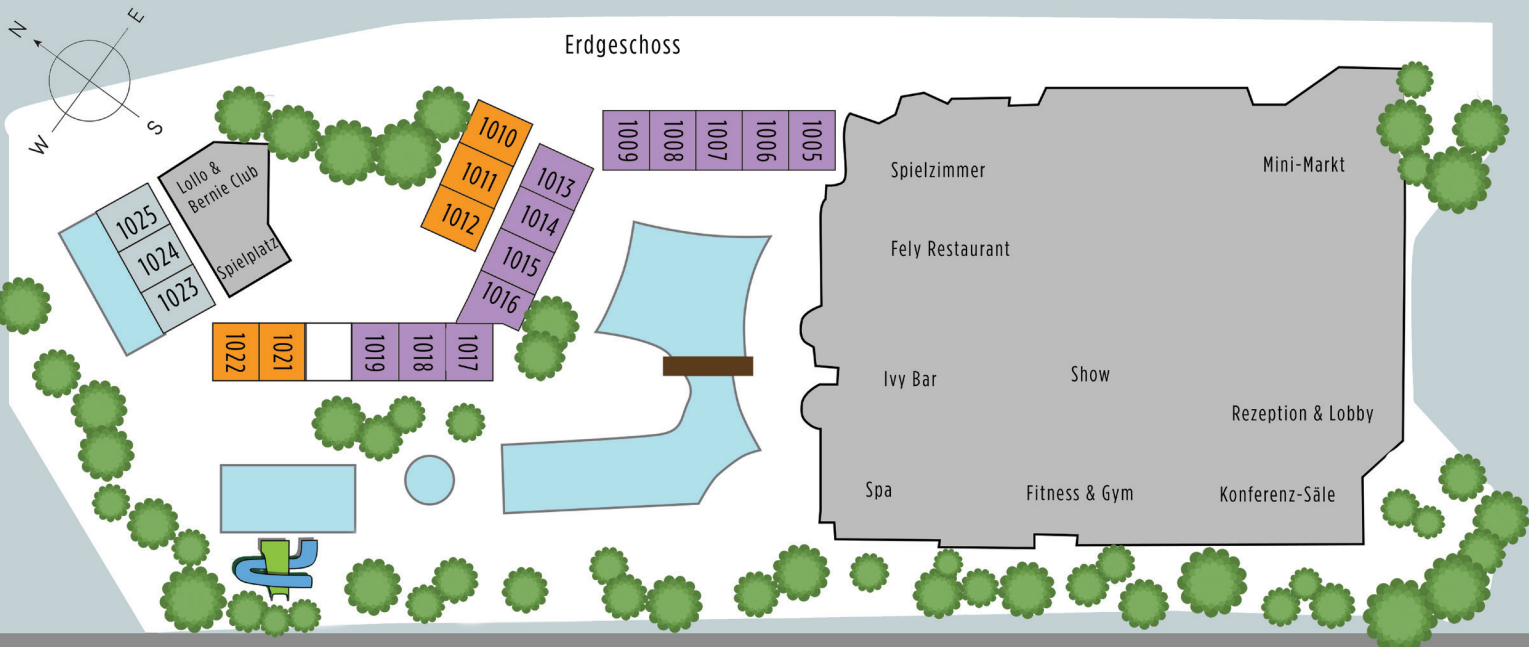 N
E
W
S
Erdgeschoss
Lollo &
Bernie Club
Spielplatz
1025
1024
1023
1010
1011
1012
1013
1014
1015
1016
1009
1008
1007
1006
1005
1022
1021
1019
1018
1017
Spielzimmer
Mini-Markt
Fely Restaurant
Ivy Bar
Show
Rezeption & Lobby
Spa
Fitness & Gym
Konferenz-Säle